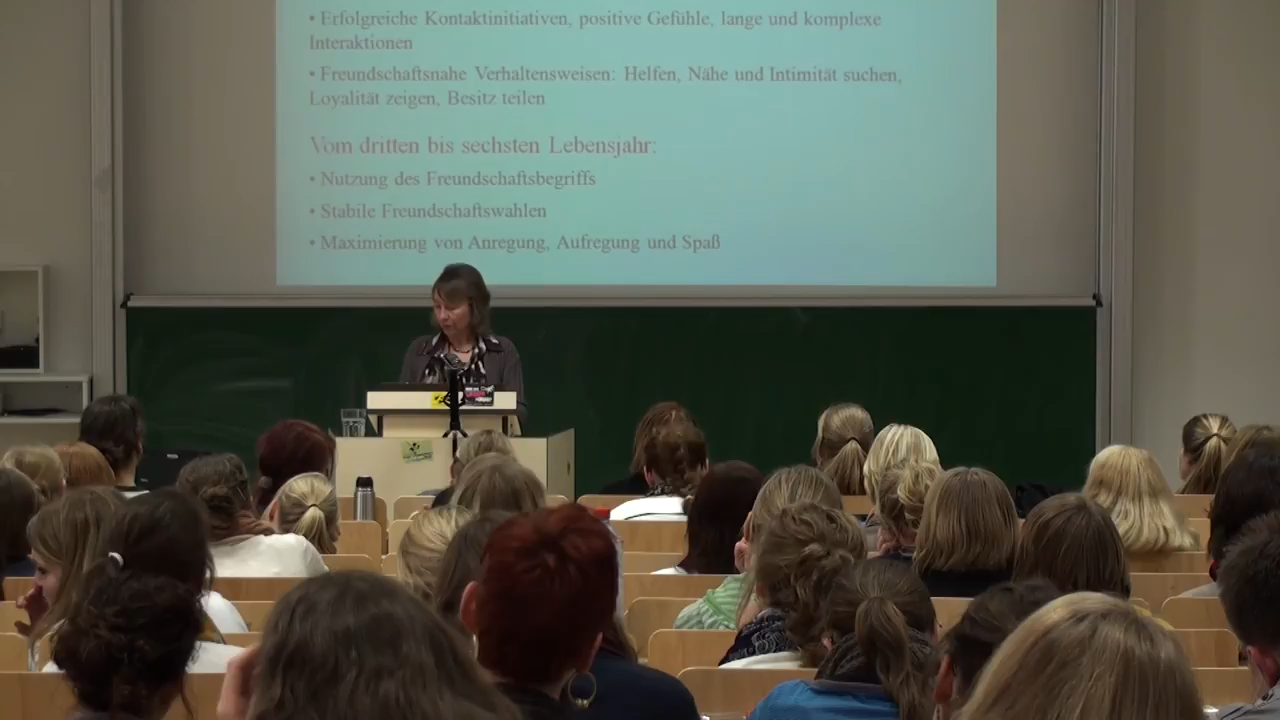 • Erfolgreiche Kontaktinitiativen, positive Gefühle, lange und komplexe
Interaktionen
• Freundschaftsnahe Verhaltensweisen: Helfen, Nähe und Intimität suchen,
Loyalität zeigen, Besitz teilen
Vom dritten bis sechsten Lebensjahr:
• Nutzung des Freundschaftsbegriffs
• Stabile Freundschaftswahlen
• Maximierung von Anregung, Aufregung und Spaß